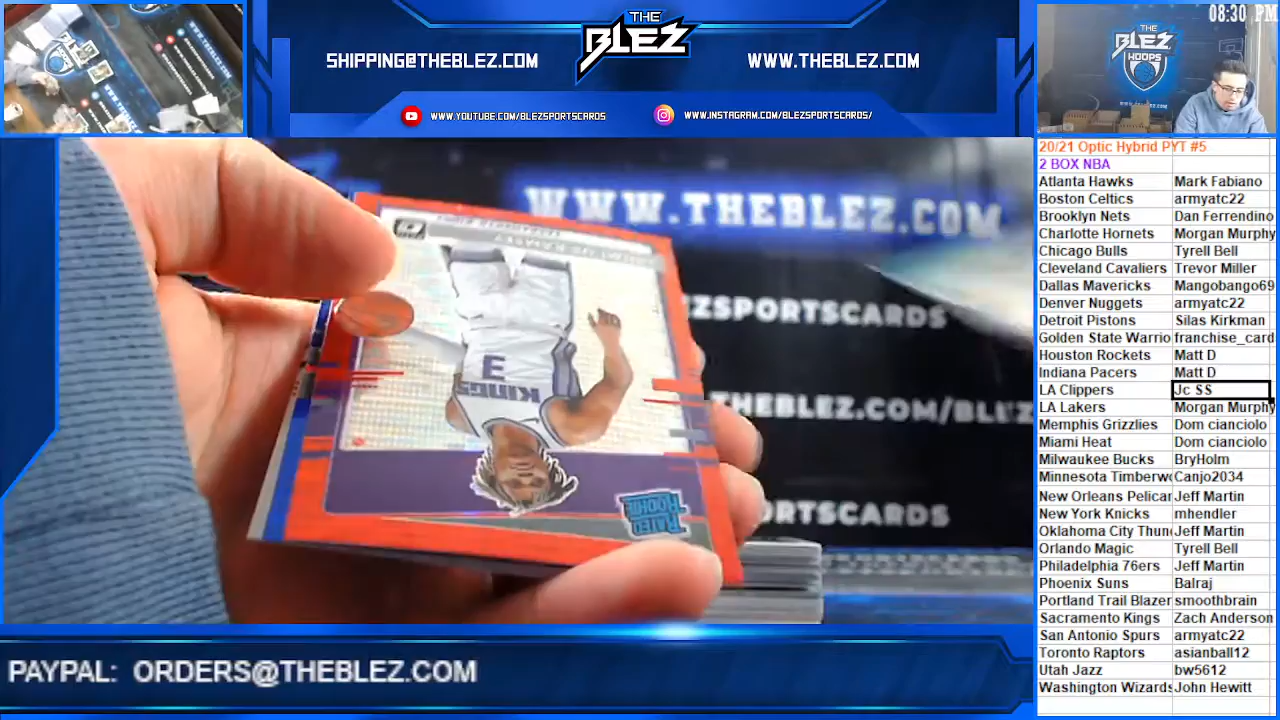 THE
BLEZ
SHIPPING@THEBLEZ.COM
WWW.THEBLEZ.COM
WWW.YOUTUBE.COM/BLEZSPORTSCARDS
WWW.INSTAGRAM.COM/BLEZSPORTSCARDS/
08:30 PM
THE
BLEZ
HOOPS
WWW.THEBLEZ.COM
BLEZSPORTSCARDS
.COM/BLEZ
SPORTSCARDS
3
KINGS
RATED
ROOKIE
20/21 Optic Hybrid PYT #5
2 BOX NBA
Atlanta Hawks Mark Fabiano
Boston Celtics armyatc22
Brooklyn Nets Dan Ferrendino
Charlotte Hornets Morgan Murphy
Chicago Bulls Tyrell Bell
Cleveland Cavaliers Trevor Miller
Dallas Mavericks Mangobango69
Denver Nuggets armyatc22
Detroit Pistons Silas Kirkman
Golden State Warrio franchise_card
Houston Rockets Matt D
Indiana Pacers Matt D
LA Clippers Jc SS
LA Lakers Morgan Murphy
Memphis Grizzlies Dom cianciolo
Miami Heat Dom cianciolo
Milwaukee Bucks BryHolm
Minnesota Timberwo Canjo2034
New Orleans Pelican Jeff Martin
New York Knicks mhendler
Oklahoma City Thun Jeff Martin
Orlando Magic Tyrell Bell
Philadelphia 76ers Jeff Martin
Phoenix Suns Balraj
Portland Trail Blazer smoothbrain
Sacramento Kings Zach Anderson
San Antonio Spurs armyatc22
Toronto Raptors asianball12
Utah Jazz bw5612
Washington Wizards John Hewitt
PAYPAL: ORDERS@THEBLEZ.COM